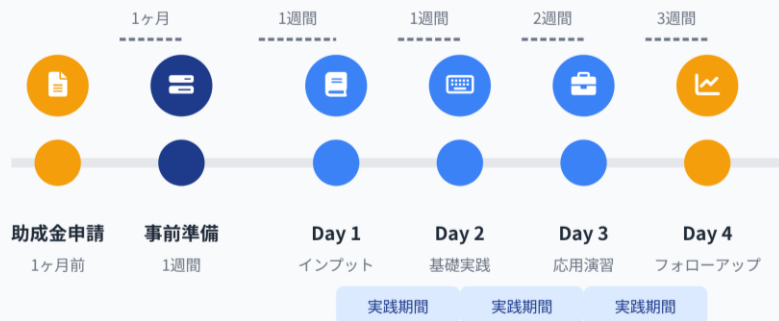 1ヶ月 1週間 1週間 2週間 3週間
助成金申請 事前準備 Day 1 Day 2 Day 3 Day 4
1ヶ月前 1週間 インプット 基礎実践 応用演習 フォローアップ
実践期間 実践期間 実践期間